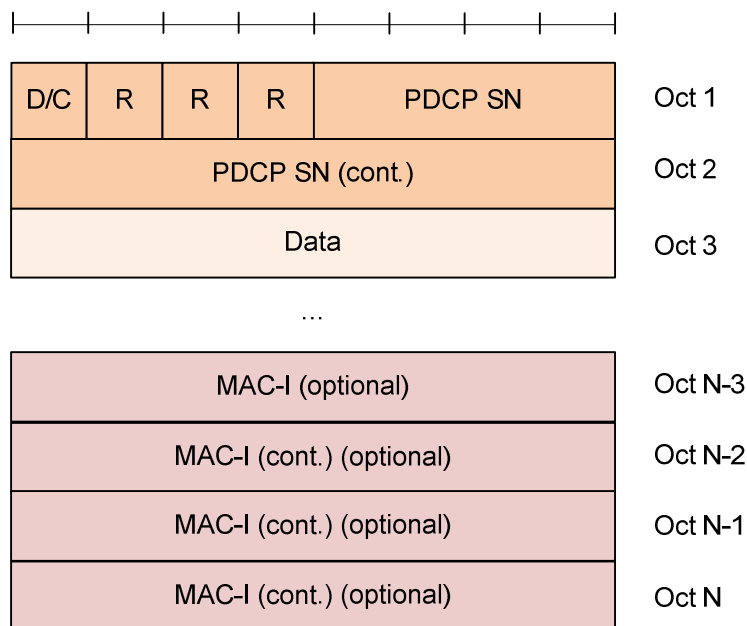 D/C R R R PDCP SN Oct 1
PDCP SN (cont.) Oct 2
Data Oct 3
...
MAC-I (optional) Oct N-3
MAC-I (cont.) (optional) Oct N-2
MAC-I (cont.) (optional) Oct N-1
MAC-I (cont.) (optional) Oct N